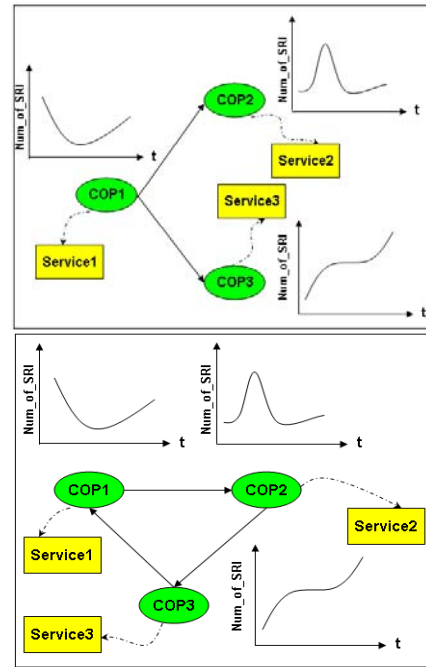 Num_of_SRI
t
Num_of_SRI
t
COP2
Service2
COP1
Service3
Service1
COP3
Num_of_SRI
t
Num_of_SRI
t
Num_of_SRI
t
COP1
COP2
Service2
Service1
Num_of_SRI
t
COP3
Service3